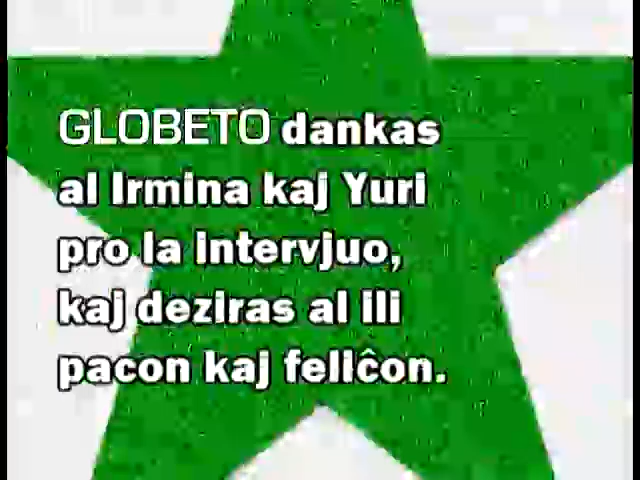 GLOBETO dankas
al Irmina kaj Yuri
pro la intervjuo,
kaj deziras al ili
pacon kaj feliĉon.